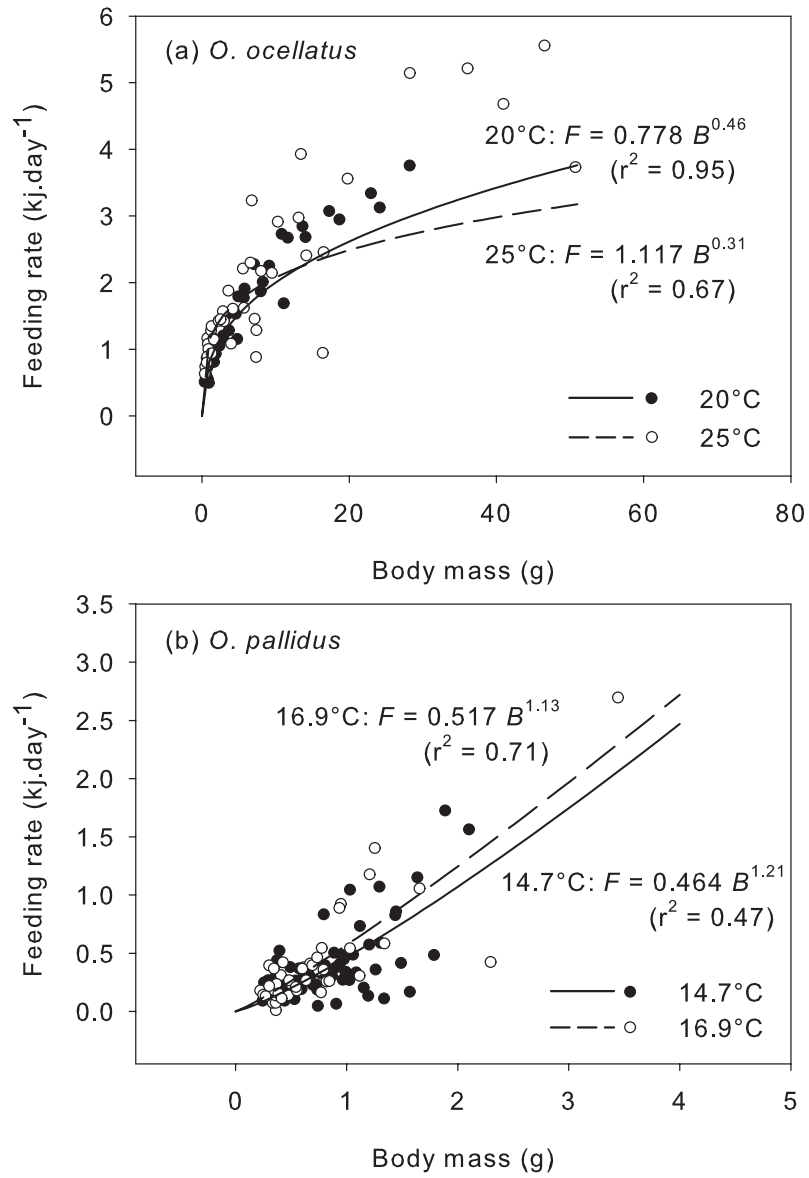 (a) O. ocellatus
Feeding rate (kj.day⁻¹)
6
5
4
3
2
1
0
20°C: F = 0.778 B^0.46
(r² = 0.95)
25°C: F = 1.117 B^0.31
(r² = 0.67)
20°C
25°C
0 20 40 60 80
Body mass (g)
(b) O. pallidus
Feeding rate (kj.day⁻¹)
3.5
3.0
2.5
2.0
1.5
1.0
0.5
0.0
16.9°C: F = 0.517 B^1.13
(r² = 0.71)
14.7°C: F = 0.464 B^1.21
(r² = 0.47)
14.7°C
16.9°C
0 1 2 3 4 5
Body mass (g)